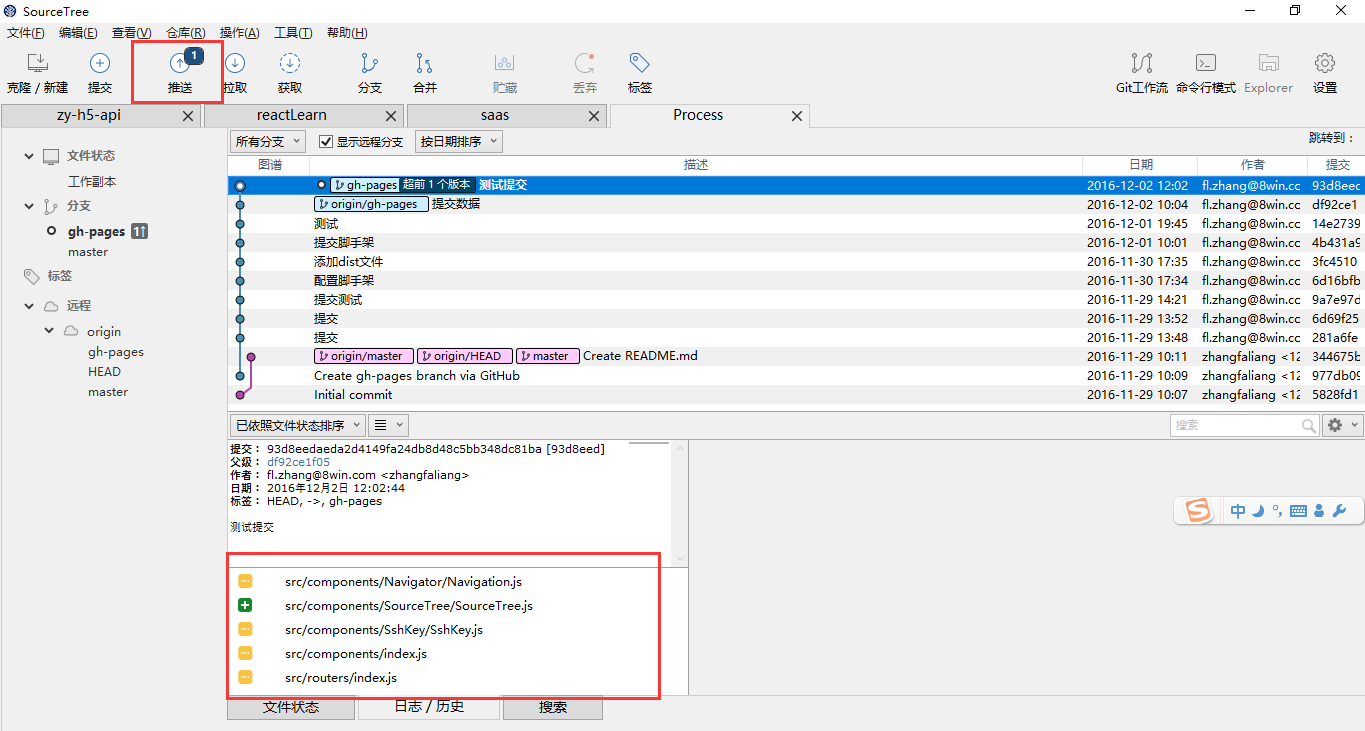 SourceTree
文件(F) 编辑(E) 查看(V) 仓库(R) 操作(A) 工具(T) 帮助(H)
1
克隆 / 新建 提交 推送 拉取 获取 分支 合并 贮藏 丢弃 标签 Git工作流 命令行模式 Explorer 设置
zy-h5-api reactLearn saas Process
所有分支 显示远程分支 按日期排序 跳转到：
图谱 描述 日期 作者 提交
文件状态
工作副本
分支
gh-pages 1
master
标签
远程
origin
gh-pages
HEAD
master
gh-pages 超前 1 个版本 测试提交 2016-12-02 12:02 fl.zhang@8win.cc 93d8eec
origin/gh-pages 提交数据 2016-12-02 10:04 fl.zhang@8win.cc df92ce1
测试 2016-12-01 19:45 fl.zhang@8win.cc 14e2739
提交脚手架 2016-12-01 10:01 fl.zhang@8win.cc 4b431a9
添加dist文件 2016-11-30 17:35 fl.zhang@8win.cc 3fc4510
配置脚手架 2016-11-30 17:34 fl.zhang@8win.cc 6d16bfb
提交测试 2016-11-29 14:21 fl.zhang@8win.cc 9a7e97d
提交 2016-11-29 13:52 fl.zhang@8win.cc 6d69f25
提交 2016-11-29 13:48 fl.zhang@8win.cc 281a6fe
origin/master origin/HEAD master Create README.md 2016-11-29 10:11 zhangfaliang <12 344675b
Create gh-pages branch via GitHub 2016-11-29 10:09 zhangfaliang <12 977db09
Initial commit 2016-11-29 10:07 zhangfaliang <12 5828fd1
已依照文件状态排序 搜索
提交： 93d8eedaeda2d4149fa24db8d48c5bb348dc81ba [93d8eed]
父级： df92ce1f05
作者： fl.zhang@8win.com <zhangfaliang>
日期： 2016年12月2日 12:02:44
标签： HEAD, ->, gh-pages
测试提交
中
src/components/Navigator/Navigation.js
src/components/SourceTree/SourceTree.js
src/components/SshKey/SshKey.js
src/components/index.js
src/routers/index.js
文件状态 日志 / 历史 搜索